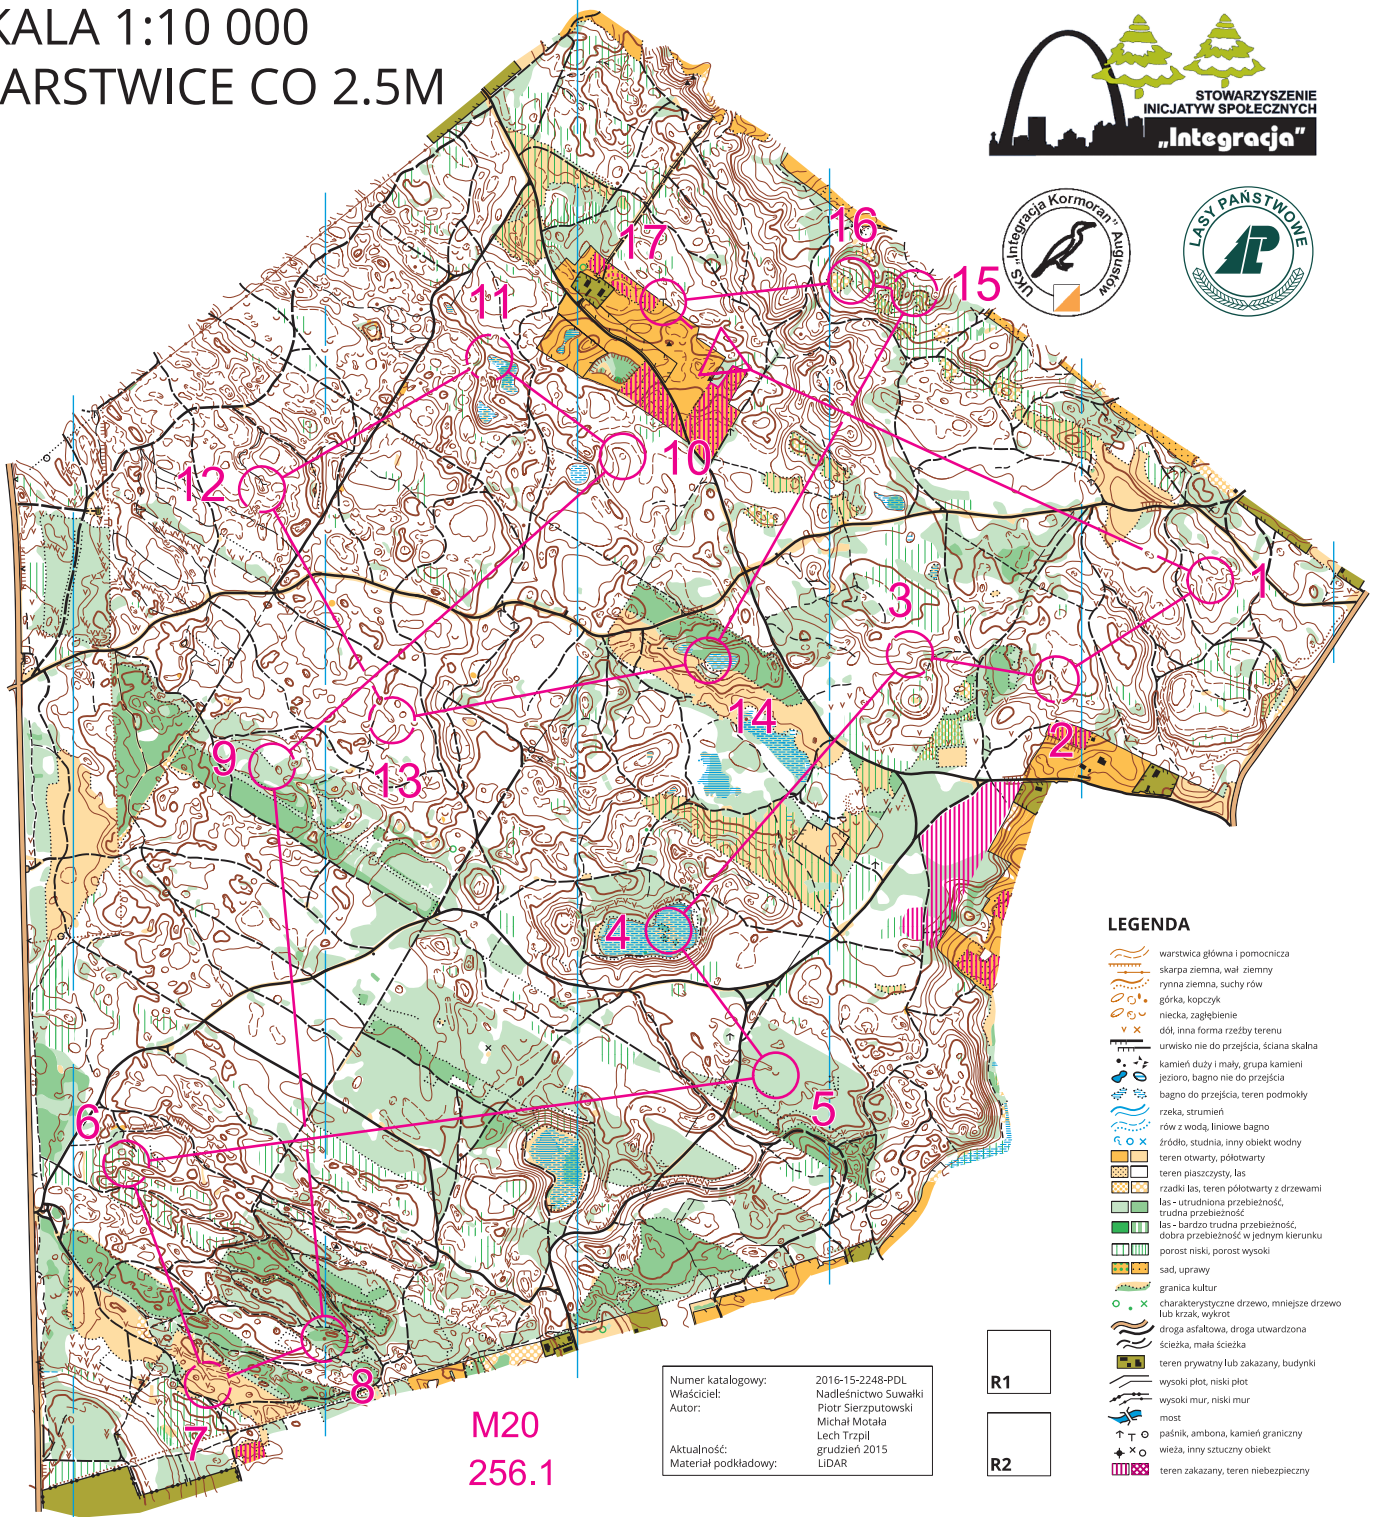 KALA 1:10 000
ARSTWICE CO 2.5M
STOWARZYSZENIE
INICJATYW SPOŁECZNYCH
„Integracja”
UKS „Integracja Kormoran” Augustów
LASY PAŃSTWOWE
16
17
15
11
10
12
1
3
2
14
9
13
4
5
6
8
7
M20
256.1
Numer katalogowy: 2016-15-2248-PDL
Właściciel: Nadleśnictwo Suwałki
Autor: Piotr Sierzputowski
Michał Motała
Lech Trzpil
Aktualność: grudzień 2015
Materiał podkładowy: LiDAR
R1
R2
LEGENDA
warstwica główna i pomocnicza
skarpa ziemna, wał ziemny
rynna ziemna, suchy rów
górka, kopczyk
niecka, zagłębienie
dół, inna forma rzeźby terenu
urwisko nie do przejścia, ściana skalna
kamień duży i mały, grupa kamieni
jezioro, bagno nie do przejścia
bagno do przejścia, teren podmokły
rzeka, strumień
rów z wodą, liniowe bagno
źródło, studnia, inny obiekt wodny
teren otwarty, półotwarty
teren piaszczysty, las
rzadki las, teren półotwarty z drzewami
las - utrudniona przebieżność,
trudna przebieżność
las - bardzo trudna przebieżność,
dobra przebieżność w jednym kierunku
porost niski, porost wysoki
sad, uprawy
granica kultur
charakterystyczne drzewo, mniejsze drzewo
lub krzak, wykrot
droga asfaltowa, droga utwardzona
ścieżka, mała ścieżka
teren prywatny lub zakazany, budynki
wysoki płot, niski płot
wysoki mur, niski mur
most
paśnik, ambona, kamień graniczny
wieża, inny sztuczny obiekt
teren zakazany, teren niebezpieczny